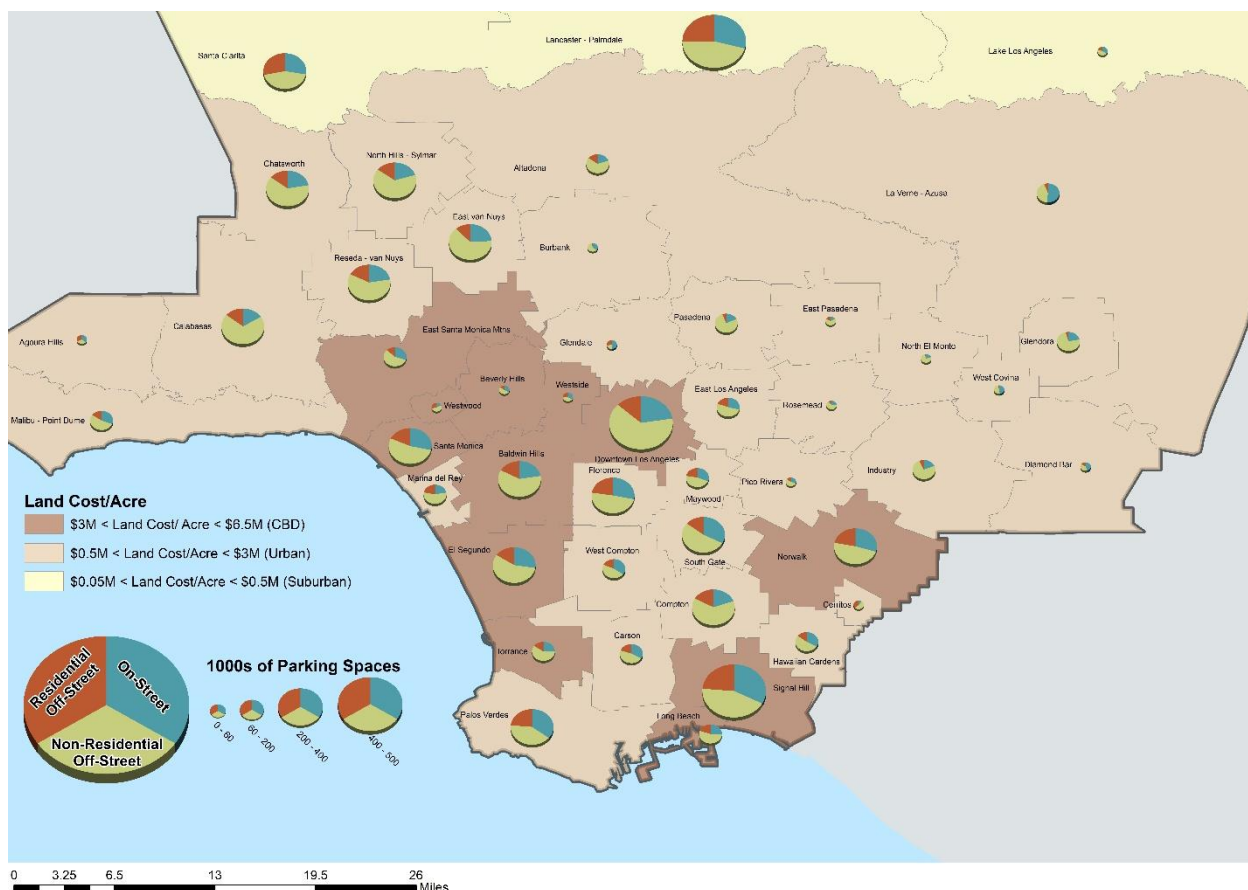 Santa Clarita
Lancaster - Palmdale
Lake Los Angeles
Chatsworth
North Hills - Sylmar
Altadena
La Verne - Azusa
East van Nuys
Burbank
Reseda - van Nuys
Calabasas
East Santa Monica Mtns
Agoura Hills
Glendale
Pasadena
East Pasadena
North El Monte
Glendora
West Covina
Beverly Hills
Westside
Westwood
East Los Angeles
Rosemead
Malibu - Point Dume
Santa Monica
Baldwin Hills
Downtown Los Angeles
Florence
Marina del Rey
Maywood
Pico Rivera
Industry
Diamond Bar
Land Cost/Acre
$3M < Land Cost/ Acre < $6.5M (CBD)
$0.5M < Land Cost/Acre < $3M (Urban)
$0.05M < Land Cost/Acre < $0.5M (Suburban)
El Segundo
West Compton
South Gate
Norwalk
Compton
Cerritos
Torrance
Carson
Hawaiian Gardens
Signal Hill
Palos Verdes
Long Beach
Residential
Off-Street
On-Street
Non-Residential
Off-Street
1000s of Parking Spaces
0 - 60
60 - 200
200 - 400
400 - 500
0 3.25 6.5 13 19.5 26
Miles